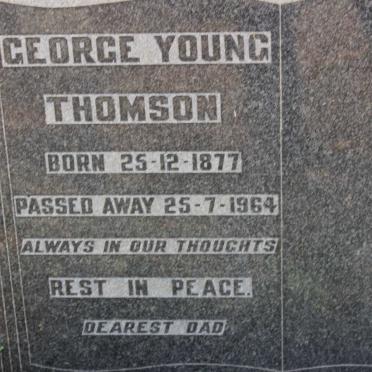 GEORGE YOUNG
THOMSON
BORN 25-12-1877
PASSED AWAY 25-7-1964
ALWAYS IN OUR THOUGHTS
REST IN PEACE.
DEAREST DAD